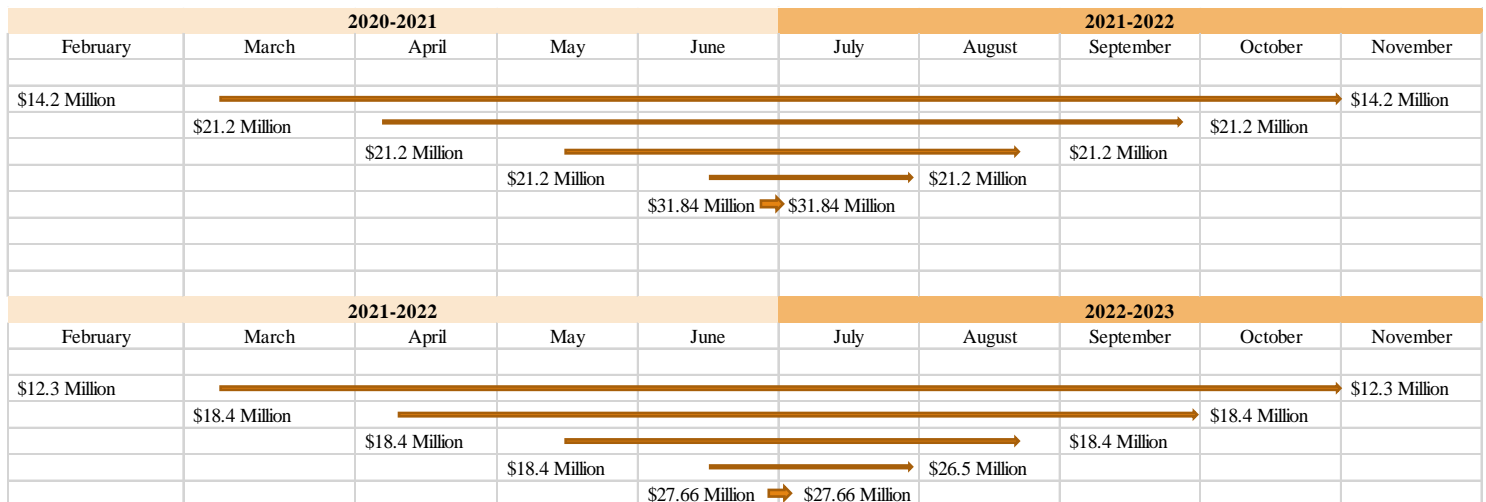 2020-2021 2021-2022
February March April May June July August September October November
$14.2 Million $14.2 Million
$21.2 Million $21.2 Million
$21.2 Million $21.2 Million
$21.2 Million $21.2 Million
$31.84 Million $31.84 Million
2021-2022 2022-2023
February March April May June July August September October November
$12.3 Million $12.3 Million
$18.4 Million $18.4 Million
$18.4 Million $18.4 Million
$18.4 Million $26.5 Million
$27.66 Million $27.66 Million